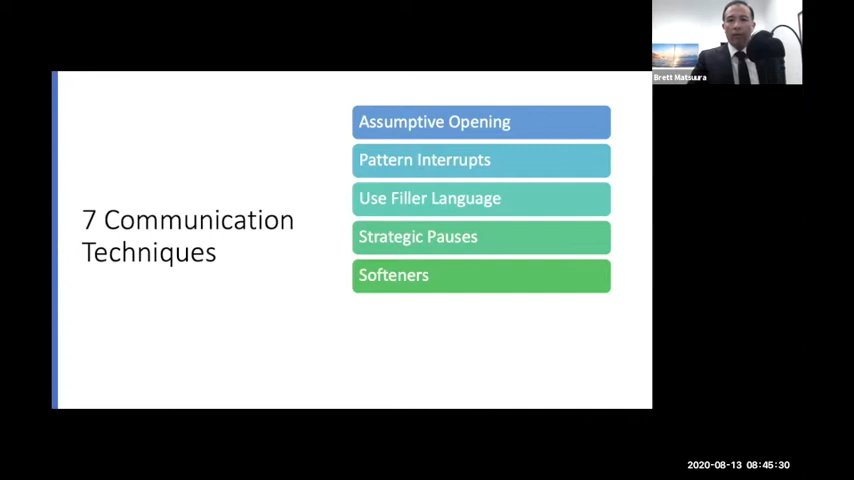 Brett Matsuura
7 Communication
Techniques
Assumptive Opening
Pattern Interrupts
Use Filler Language
Strategic Pauses
Softeners
2020-08-13 08:45:30